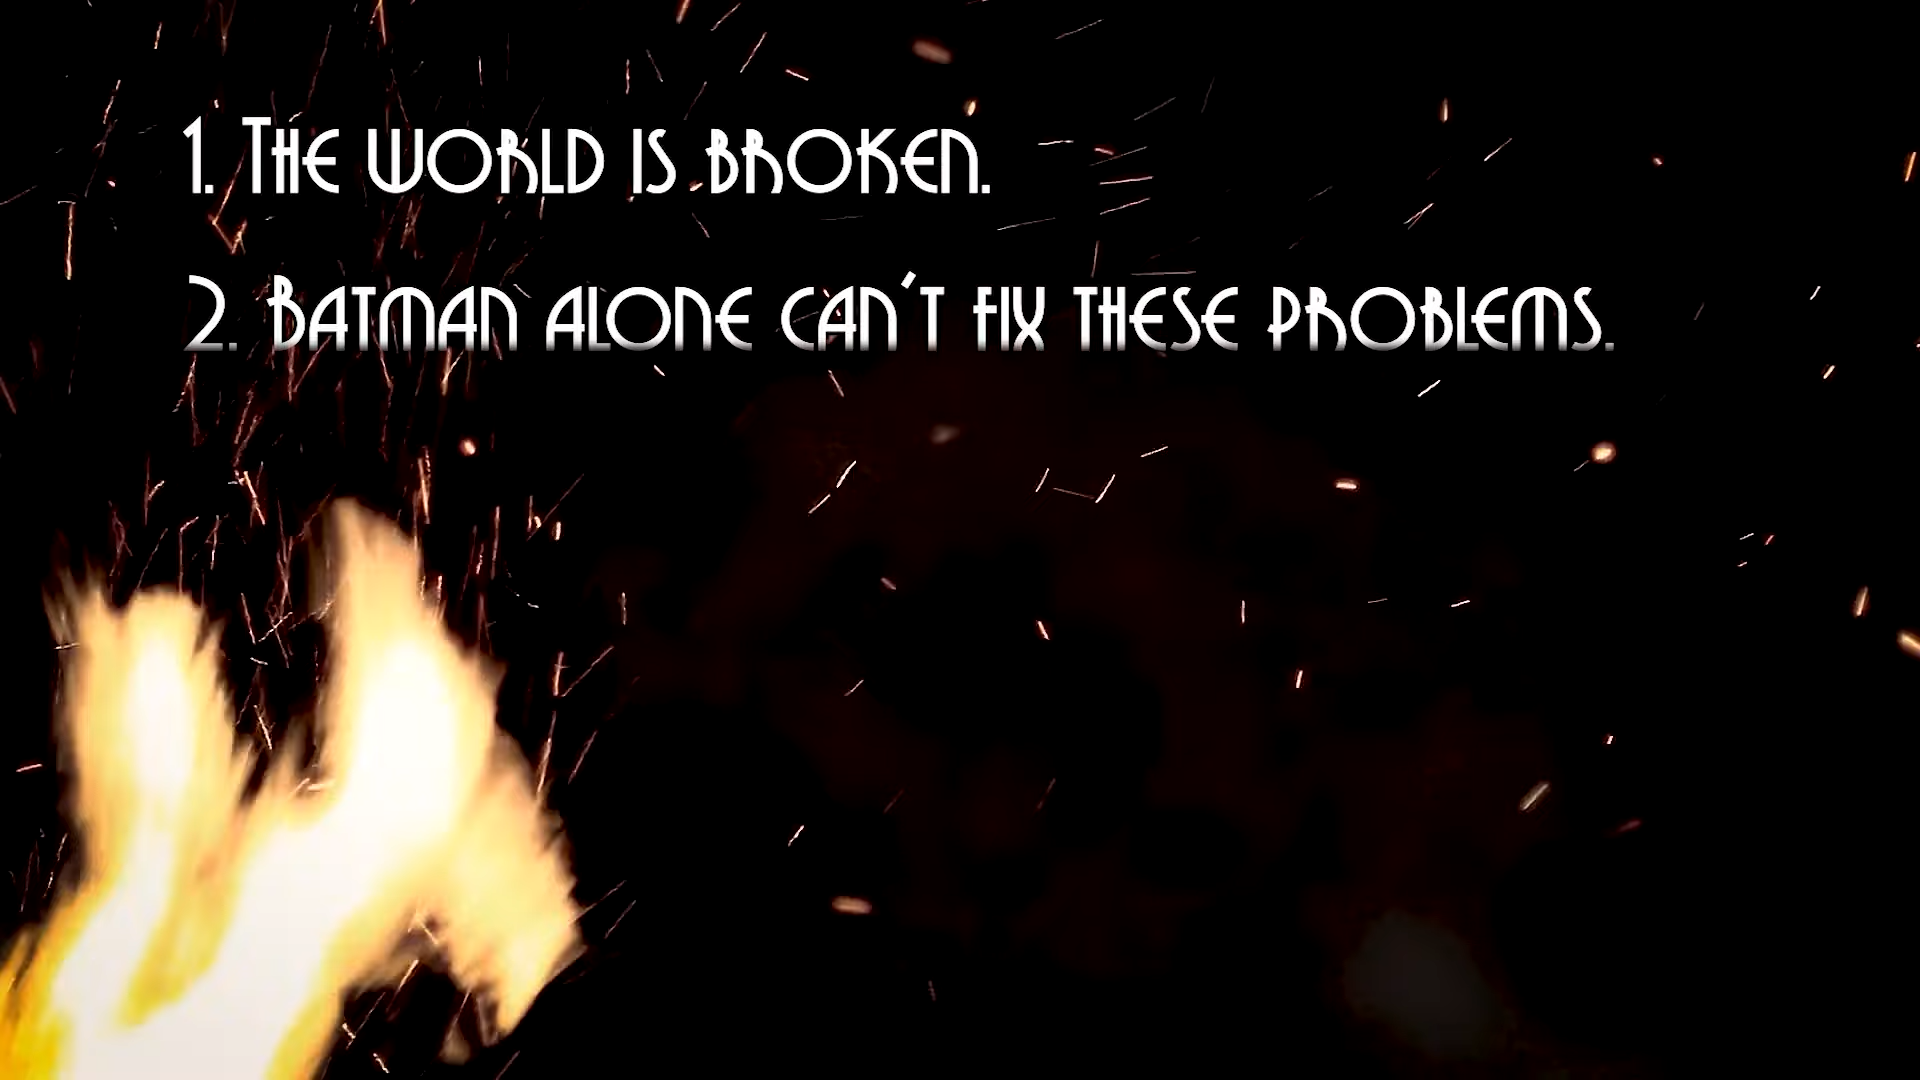 1. The world is broken.
2. Batman alone can't fix these problems.